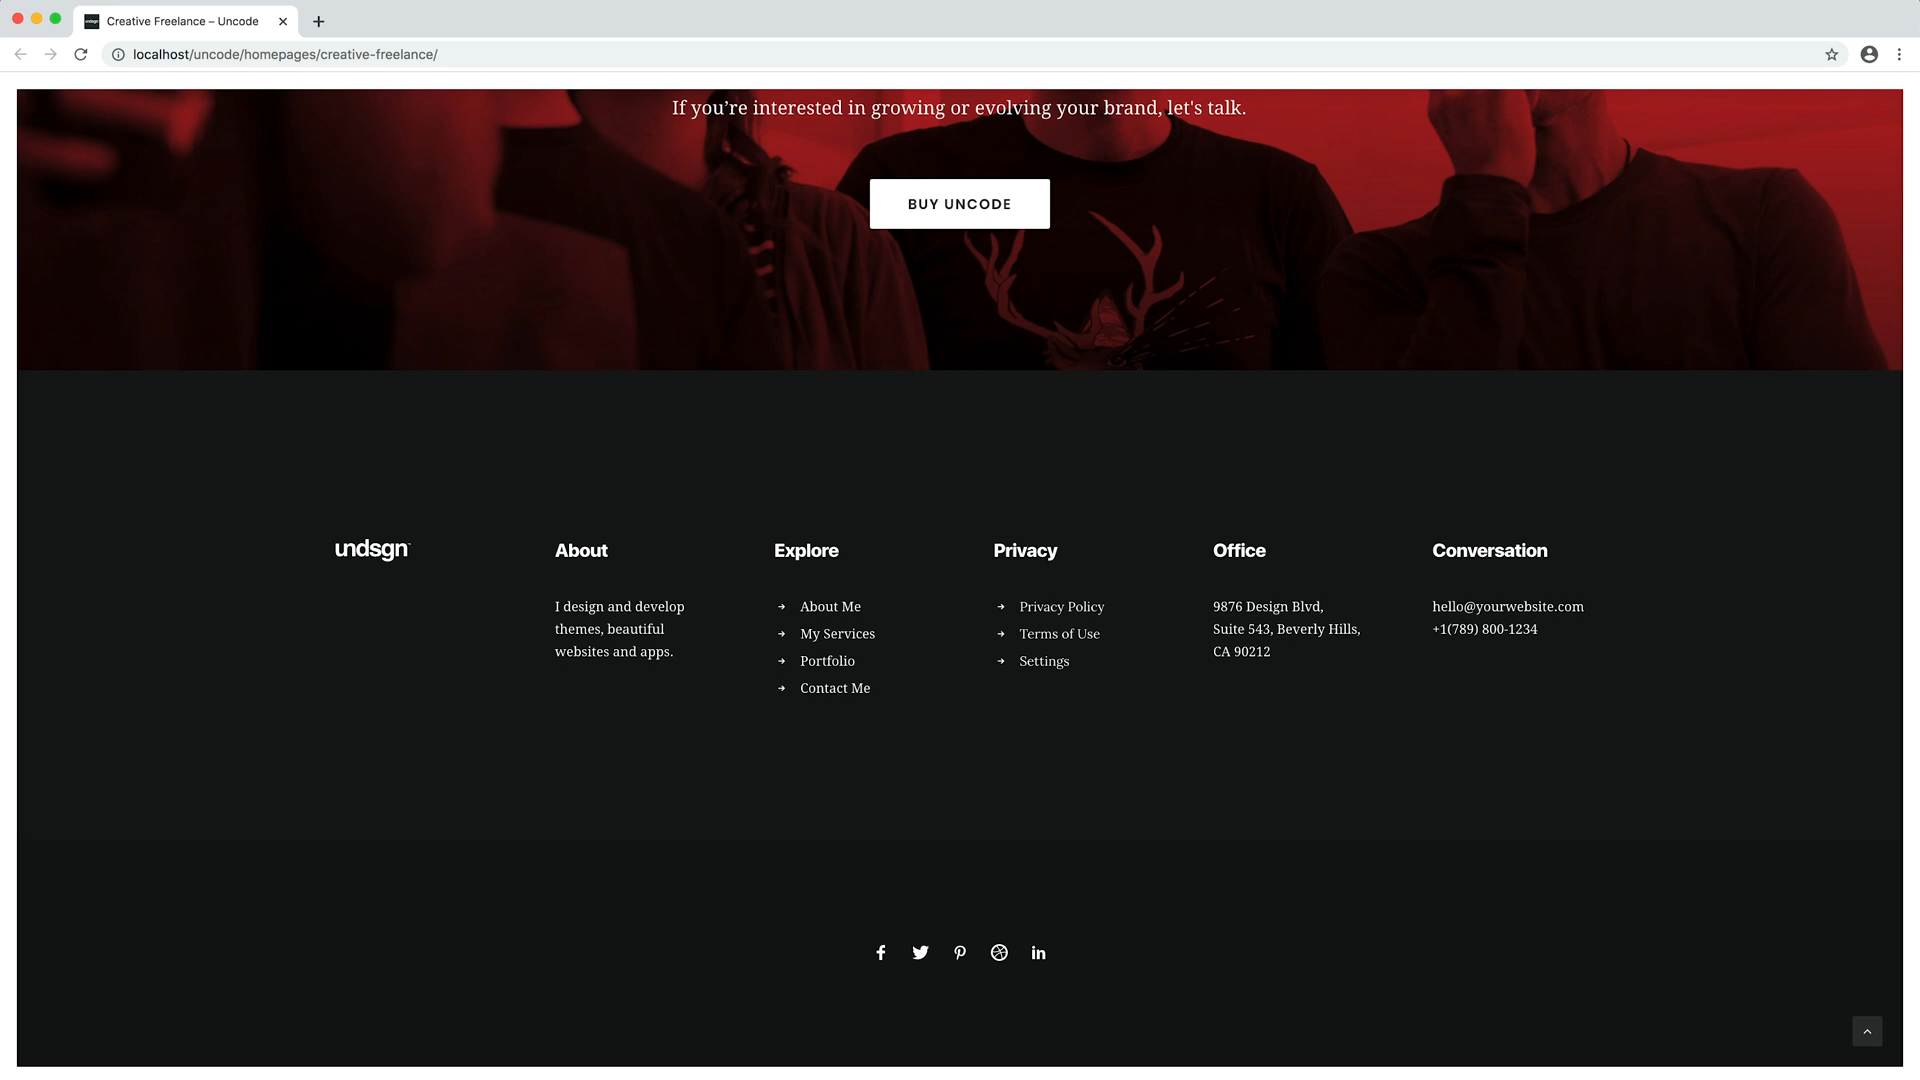 Creative Freelance – Uncode
localhost/uncode/homepages/creative-freelance/
If you’re interested in growing or evolving your brand, let's talk.
BUY UNCODE
undsgn™
About
I design and develop
themes, beautiful
websites and apps.
Explore
About Me
My Services
Portfolio
Contact Me
Privacy
Privacy Policy
Terms of Use
Settings
Office
9876 Design Blvd,
Suite 543, Beverly Hills,
CA 90212
Conversation
hello@yourwebsite.com
+1(789) 800-1234